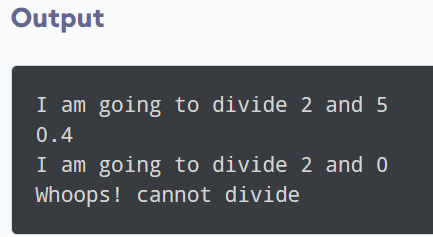 Output
I am going to divide 2 and 5
0.4
I am going to divide 2 and 0
Whoops! cannot divide